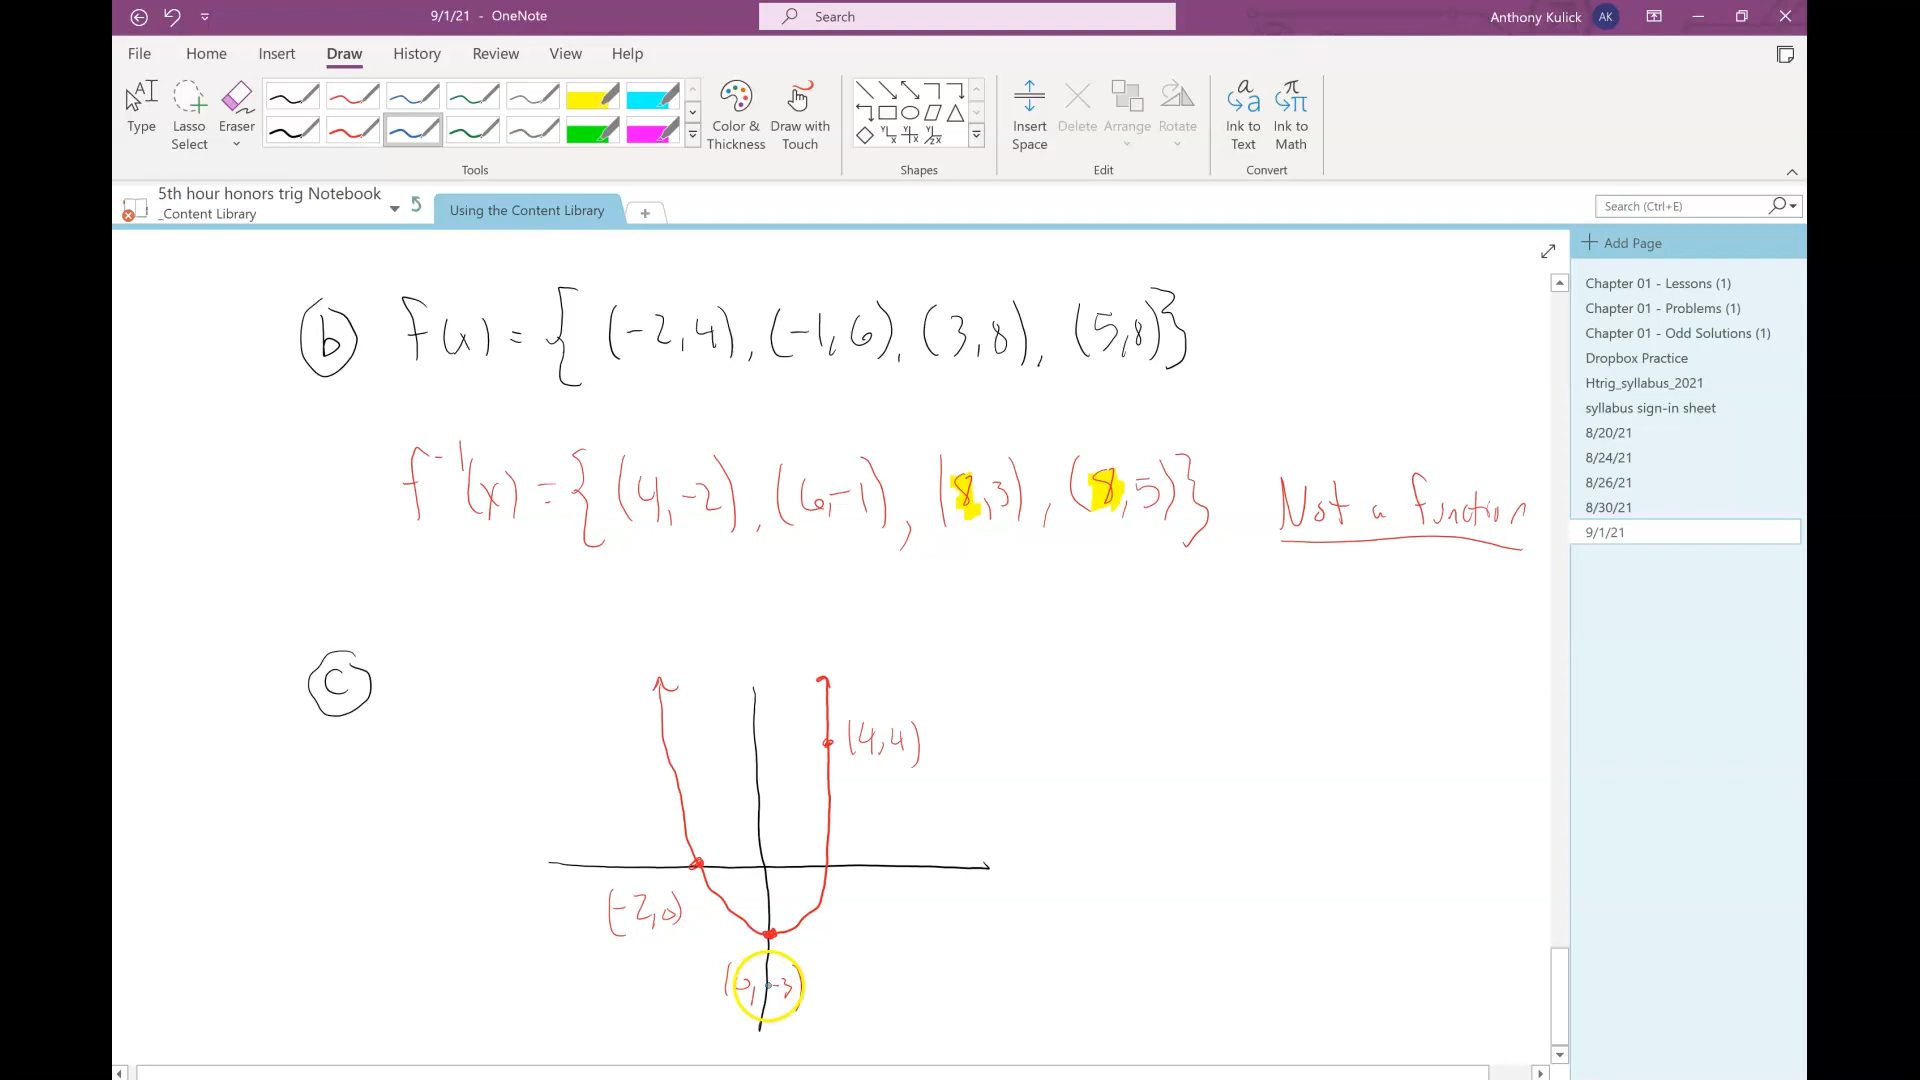 9/1/21 - OneNote
Search
Anthony Kulick AK
File Home Insert Draw History Review View Help
Type
Lasso Select
Eraser
Color & Thickness
Draw with Touch
Insert Space
Delete
Arrange
Rotate
Ink to Text
Ink to Math
Tools
Shapes
Edit
Convert
5th hour honors trig Notebook
_Content Library
Using the Content Library
Search (Ctrl+E)
Add Page
Chapter 01 - Lessons (1)
Chapter 01 - Problems (1)
Chapter 01 - Odd Solutions (1)
Dropbox Practice
Htrig_syllabus_2021
syllabus sign-in sheet
8/20/21
8/24/21
8/26/21
8/30/21
9/1/21
b f(x) = { (-2,4), (-1,6), (3,8), (5,8) }
f⁻¹(x) = { (4,-2), (6,-1), (8,3), (8,5) } Not a function
c
(4,4)
(-2,0)
(0,-3)